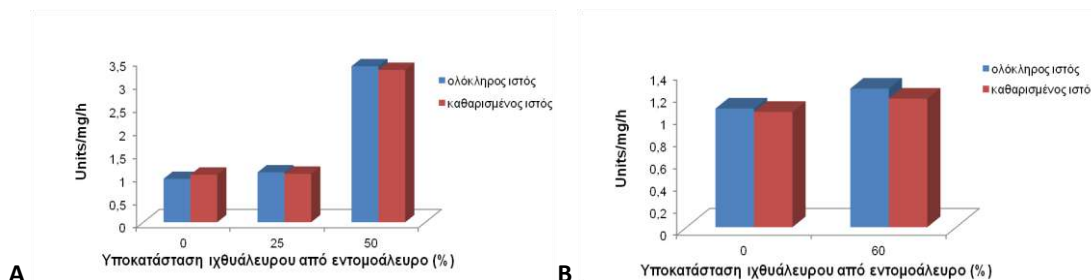 3,5
3
2,5
2
1,5
1
0,5
0
Units/mg/h
0
25
50
Υποκατάσταση ιχθυάλευρου από εντομοάλευρο (%)
ολόκληρος ιστός
καθαρισμένος ιστός
A
1,4
1,2
1
0,8
0,6
0,4
0,2
0
Units/mg/h
0
60
Υποκατάσταση ιχθυάλευρου από εντομοάλευρο (%)
ολόκληρος ιστός
καθαρισμένος ιστός
B